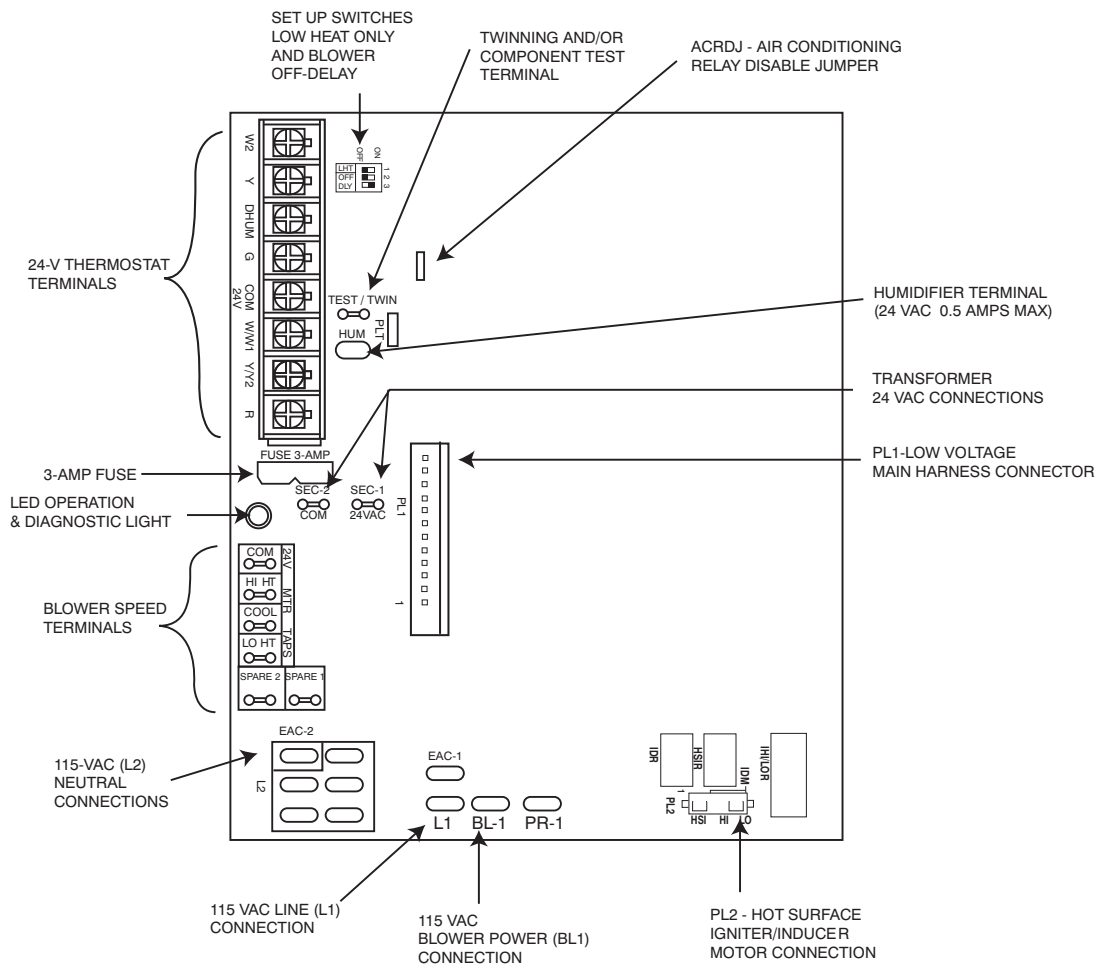 SET UP SWITCHES
LOW HEAT ONLY
AND BLOWER
OFF-DELAY
TWINNING AND/OR
COMPONENT TEST
TERMINAL
ACRDJ - AIR CONDITIONING
RELAY DISABLE JUMPER
24-V THERMOSTAT
TERMINALS
W2
Y
DHUM
G
COM
24V
W/W1
Y/Y2
R
OFF
ON
LHT
OFF
DLY
1
2
3
TEST / TWIN
PLT
HUM
HUMIDIFIER TERMINAL
(24 VAC 0.5 AMPS MAX)
TRANSFORMER
24 VAC CONNECTIONS
PL1-LOW VOLTAGE
MAIN HARNESS CONNECTOR
FUSE 3-AMP
3-AMP FUSE
SEC-2
COM
SEC-1
24VAC
PL1
1
LED OPERATION
& DIAGNOSTIC LIGHT
BLOWER SPEED
TERMINALS
COM
24V
HI HT
MTR
COOL
TAPS
LO HT
SPARE 2
SPARE 1
EAC-2
L2
115-VAC (L2)
NEUTRAL
CONNECTIONS
EAC-1
L1
BL-1
PR-1
IDR
HSIR
IHI/LOR
IDM
1
PL2
HSI
HI
LO
115 VAC LINE (L1)
CONNECTION
115 VAC
BLOWER POWER (BL1)
CONNECTION
PL2 - HOT SURFACE
IGNITER/INDUCER
MOTOR CONNECTION